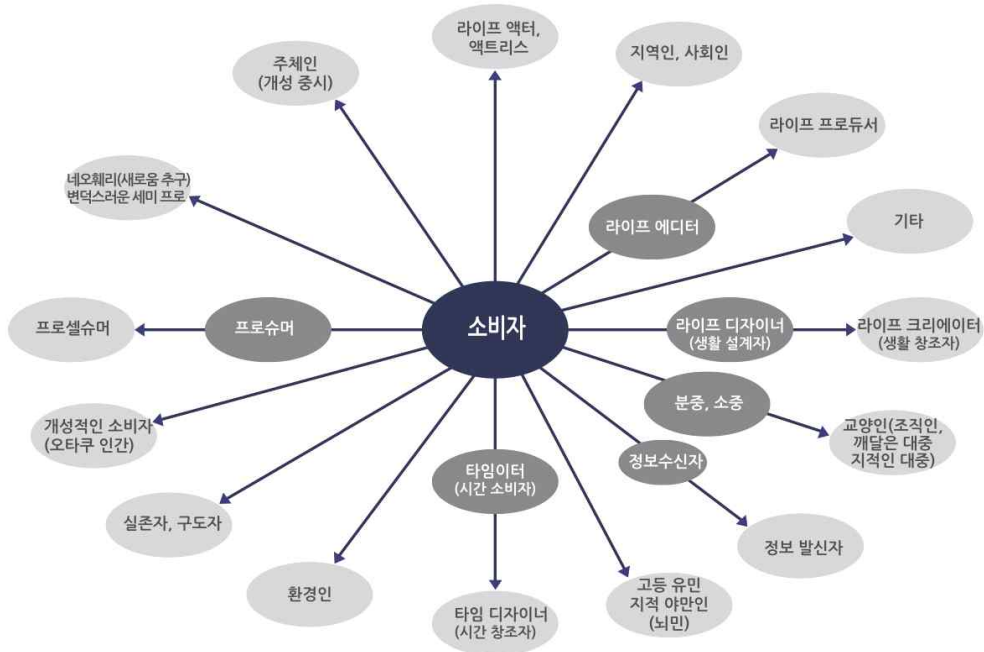 라이프 액터,
액트리스
지역인, 사회인
주체인
(개성 중시)
라이프 프로듀서
네오훼리(새로움 추구)
변덕스러운 세미 프로
라이프 에디터
기타
소비자
프로셀슈머
프로슈머
라이프 디자이너
(생활 설계자)
라이프 크리에이터
(생활 창조자)
분중, 소중
개성적인 소비자
(오타쿠 인간)
교양인(조직인,
깨달은 대중
지적인 대중)
정보수신자
타임이터
(시간 소비자)
실존자, 구도자
정보 발신자
환경인
고등 유민
지적 야만인
(뇌민)
타임 디자이너
(시간 창조자)